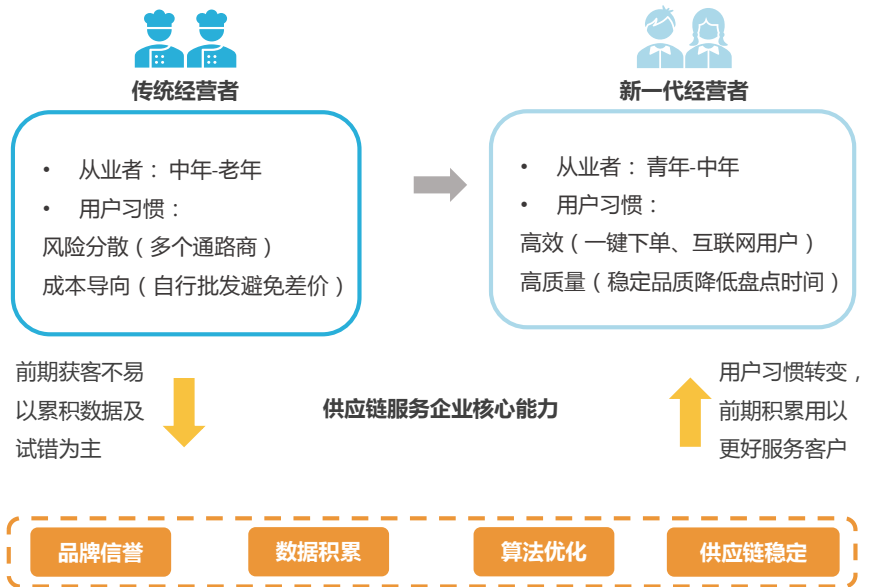 传统经营者
• 从业者：中年-老年
• 用户习惯：
风险分散（多个通路商）
成本导向（自行批发避免差价）
新一代经营者
• 从业者：青年-中年
• 用户习惯：
高效（一键下单、互联网用户）
高质量（稳定品质降低盘点时间）
前期获客不易
以累积数据及
试错为主
供应链服务企业核心能力
用户习惯转变，
前期积累用以
更好服务客户
品牌信誉
数据积累
算法优化
供应链稳定